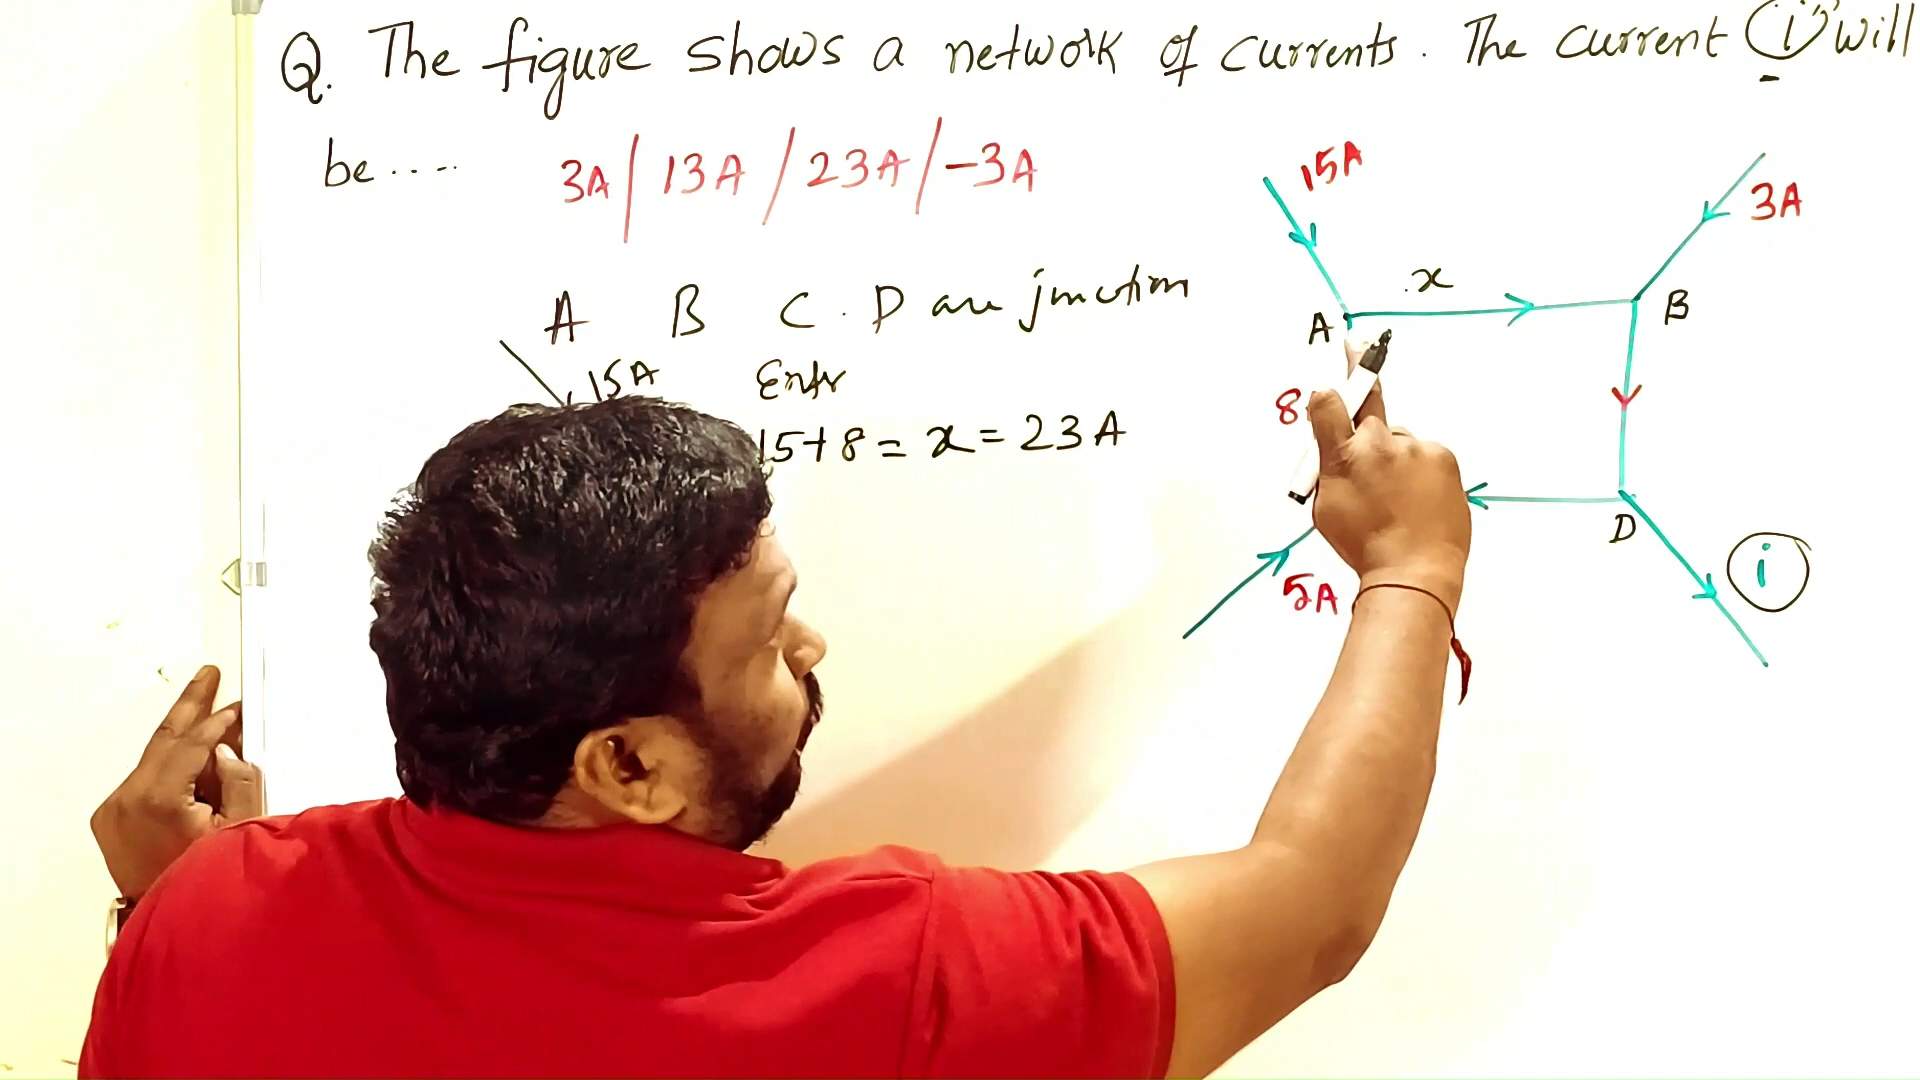 Q. The figure shows a network of currents. The current "i" will
be.....
3A / 13A / 23A / -3A
A B C. D are junction
15A
Enter
15+8 = x = 23A
15A
3A
x
A
B
8
D
i
5A